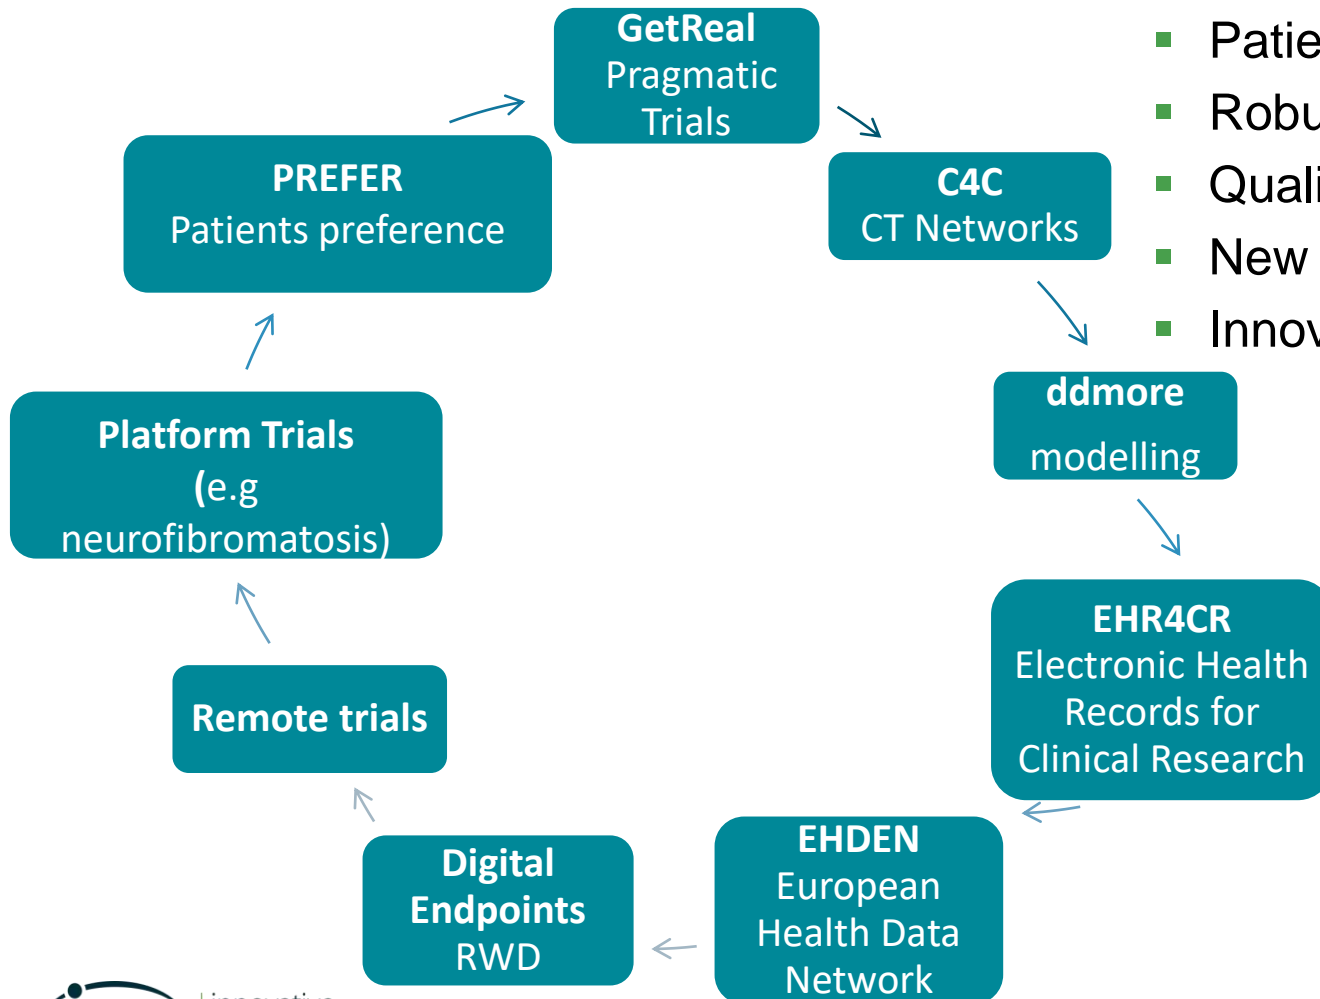 GetReal
Pragmatic
Trials
PREFER
Patients preference
C4C
CT Networks
ddmore
modelling
Platform Trials
(e.g
neurofibromatosis)
EHR4CR
Electronic Health
Records for
Clinical Research
Remote trials
EHDEN
European
Health Data
Network
Digital
Endpoints
RWD
New